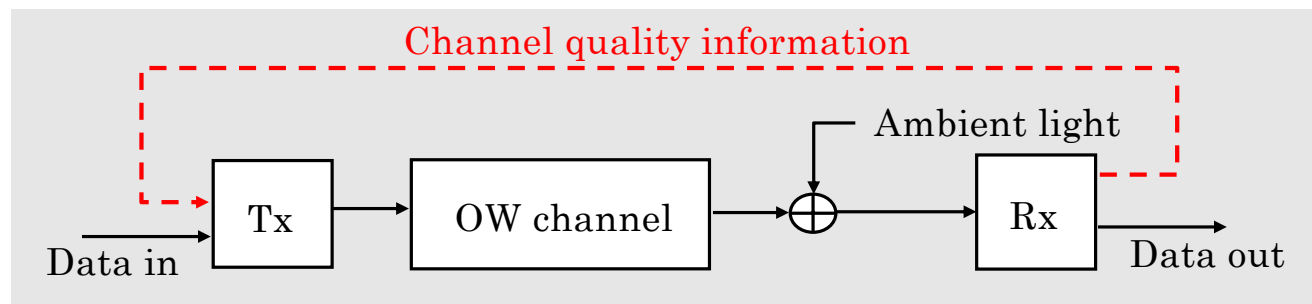 Channel quality information
Ambient light
Tx
OW channel
Rx
Data in
Data out